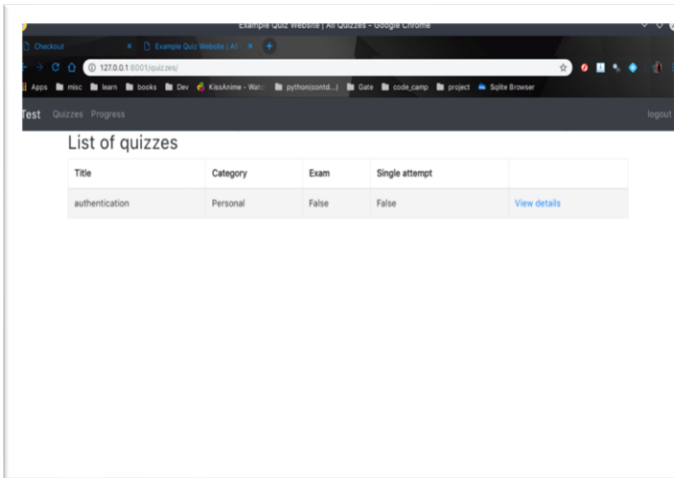 Example Quiz Website | All Quizzes - Google Chrome
Checkout × Example Quiz Website | All × +
127.0.0.1:8001/quizzes/
Apps misc learn books Dev KissAnime - Wat: python(contd...) Gate code_camp project Sqlite Browser
Test Quizzes Progress logout
List of quizzes
Title Category Exam Single attempt
authentication Personal False False View details